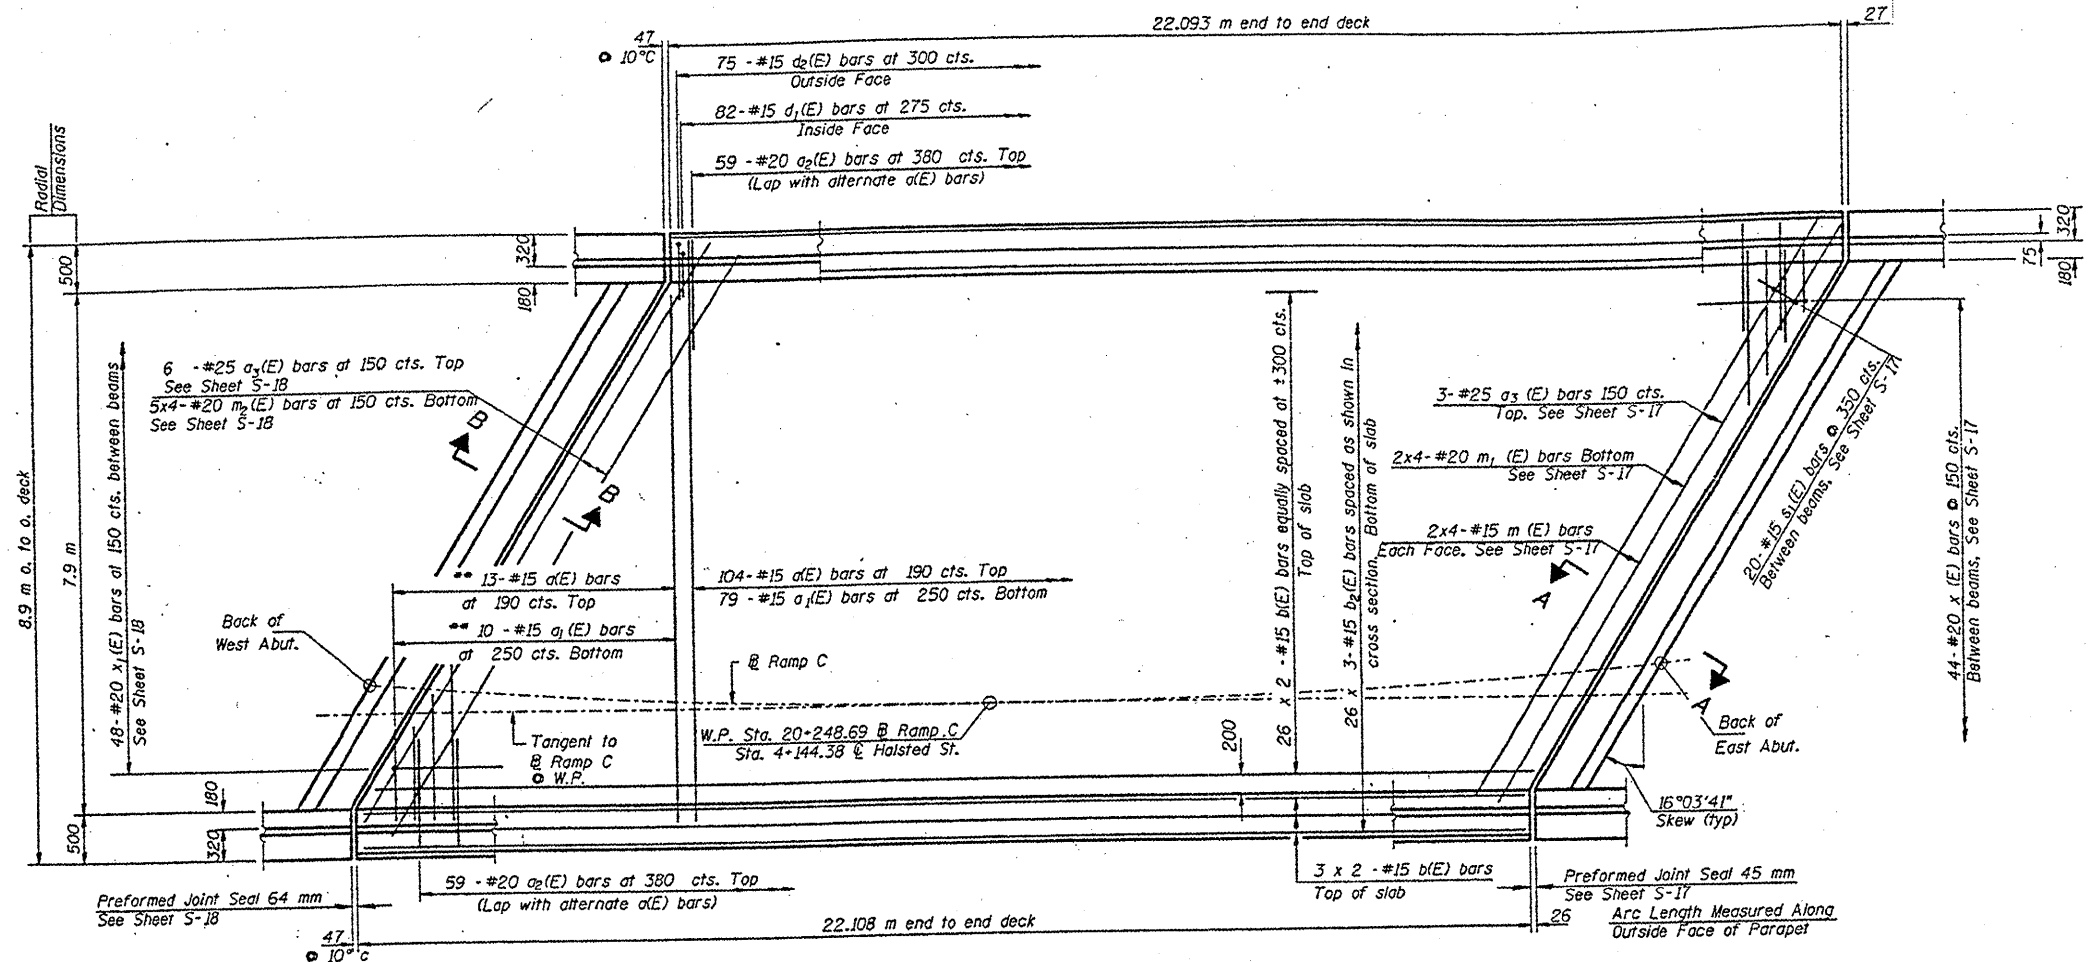 22.093 m end to end deck
27
47
@ 10°C
75 -#15 d2(E) bars at 300 cts.
Outside Face
82-#15 d1(E) bars at 275 cts.
Inside Face
59 -#20 a2(E) bars at 380 cts. Top
(Lap with alternate a(E) bars)
Radial
Dimensions
8.9 m o. to o. deck
500
7.9 m
500
320
180
180
320
320
75
180
6 -#25 a3(E) bars at 150 cts. Top
See Sheet S-18
5x4-#20 m2(E) bars at 150 cts. Bottom
See Sheet S-18
48-#20 x1(E) bars at 150 cts. between beams
See Sheet S-18
B
B
** 13-#15 a(E) bars
at 190 cts. Top
** 10 -#15 a1(E) bars
at 250 cts. Bottom
104-#15 a(E) bars at 190 cts. Top
79 -#15 a1(E) bars at 250 cts. Bottom
Back of
West Abut.
℄ Ramp C
Tangent to
℄ Ramp C
@ W.P.
W.P. Sta. 20+248.69 ℄ Ramp C
Sta. 4+144.38 ℄ Halsted St.
200
26 x 2 -#15 b(E) bars equally spaced at ±300 cts.
Top of slab
26 x 3-#15 b2(E) bars spaced as shown in
cross section. Bottom of slab
3-#25 a3 (E) bars 150 cts.
Top. See Sheet S-17
2x4-#20 m1 (E) bars Bottom
See Sheet S-17
2x4-#15 m (E) bars
Each Face. See Sheet S-17
A
A
20-#15 s1(E) bars @ 350 cts.
Between beams. See Sheet S-17
44-#20 x (E) bars @ 150 cts.
Between beams, See Sheet S-17
Back of
East Abut.
16°03'41"
Skew (typ)
3 x 2 -#15 b(E) bars
Top of slab
Preformed Joint Seal 45 mm
See Sheet S-17
26
Arc Length Measured Along
Outside Face of Parapet
59 -#20 a2(E) bars at 380 cts. Top
(Lap with alternate a(E) bars)
Preformed Joint Seal 64 mm
See Sheet S-18
22.108 m end to end deck
47
@ 10°C